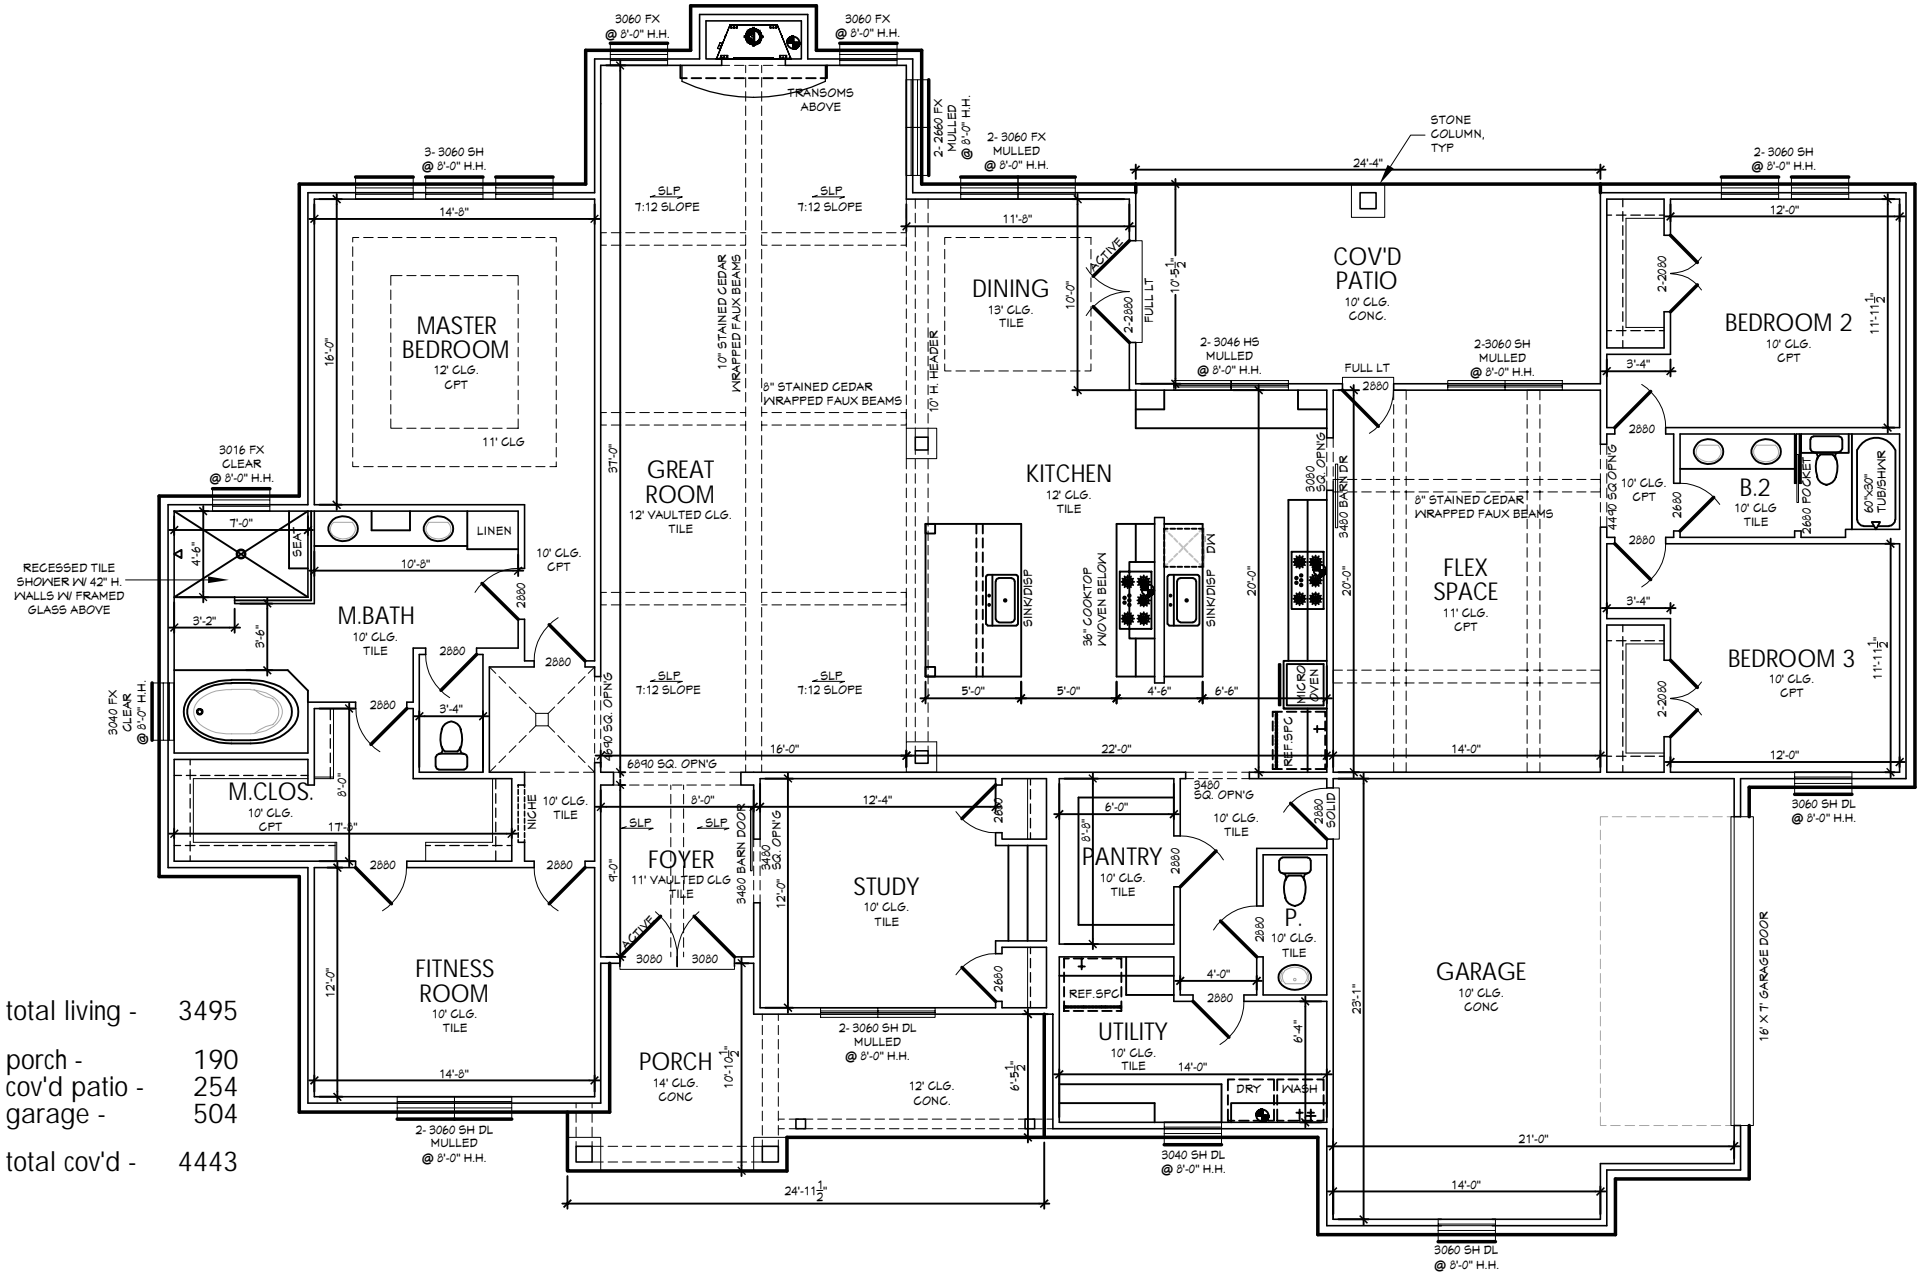 3060 FX
@ 8'-0" H.H.
3060 FX
@ 8'-0" H.H.
TRANSOMS
ABOVE
2- 2660 FX
MULLED
@ 8'-0" H.H.
2- 3060 FX
MULLED
@ 8'-0" H.H.
STONE
COLUMN,
TYP
24'-4"
2- 3060 SH
@ 8'-0" H.H.
3- 3060 SH
@ 8'-0" H.H.
14'-8"
16'-0"
MASTER
BEDROOM
12' CLG.
CPT
11' CLG
SLP
7:12 SLOPE
SLP
7:12 SLOPE
10" STAINED CEDAR
WRAPPED FAUX BEAMS
8" STAINED CEDAR
WRAPPED FAUX BEAMS
10' H. HEADER
37'-0"
GREAT
ROOM
12' VAULTED CLG.
TILE
SLP
7:12 SLOPE
SLP
7:12 SLOPE
16'-0"
11'-8"
DINING
13' CLG.
TILE
10'-0"
ACTIVE
2-2880
FULL LT
10'-5 1/2"
COV'D
PATIO
10' CLG.
CONC.
2- 3046 HS
MULLED
@ 8'-0" H.H.
FULL LT
2880
2-3060 SH
MULLED
@ 8'-0" H.H.
12'-0"
2-2080
BEDROOM 2
10' CLG.
CPT
11'-11 1/2"
3'-4"
2880
KITCHEN
12' CLG.
TILE
SINK/DISP
36" COOKTOP
W/OVEN BELOW
DW
SINK/DISP
20'-0"
5'-0"
5'-0"
4'-6"
6'-6"
22'-0"
MICRO
OVEN
REF.SPC
3080
SQ. OPN'G
3480 BARN DR
20'-0"
8" STAINED CEDAR
WRAPPED FAUX BEAMS
FLEX
SPACE
11' CLG.
CPT
14'-0"
4490 SQ OPN'G
10' CLG.
CPT
2680
B.2
10' CLG
TILE
2680 POCKET
60"X30"
TUB/SHWR
2880
3'-4"
2-2080
BEDROOM 3
10' CLG.
CPT
11'-11 1/2"
12'-0"
3060 SH DL
@ 8'-0" H.H.
3016 FX
CLEAR
@ 8'-0" H.H.
7'-0"
4'-6"
SEAT
LINEN
10'-8"
RECESSED TILE
SHOWER W/ 42" H.
WALLS W/ FRAMED
GLASS ABOVE
3'-2"
3'-6"
M.BATH
10' CLG.
TILE
2880
10' CLG.
CPT
2880
2880
3'-4"
2880
3040 FX
CLEAR
@ 8'-0" H.H.
4690 SQ. OPN'G
6890 SQ. OPN'G
M.CLOS.
10' CLG.
CPT
8'-0"
17'-8"
NICHE
10' CLG.
TILE
2880
2880
8'-0"
SLP
SLP
FOYER
11' VAULTED CLG
TILE
9'-0"
3480 BARN DOOR
3480
SQ. OPN'G
ACTIVE
3080
3080
12'-4"
12'-0"
STUDY
10' CLG.
TILE
2680
2680
6'-0"
8'-8"
PANTRY
10' CLG.
TILE
2880
3480
SQ. OPN'G
10' CLG.
TILE
2880
SOLID
P.
10' CLG.
TILE
2880
4'-0"
2880
REF.SPC
UTILITY
10' CLG.
TILE
14'-0"
6'-4"
DRY
WASH
3040 SH DL
@ 8'-0" H.H.
GARAGE
10' CLG.
CONC
23'-1"
16' X 7' GARAGE DOOR
21'-0"
14'-0"
3060 SH DL
@ 8'-0" H.H.
FITNESS
ROOM
10' CLG.
TILE
12'-0"
14'-8"
2- 3060 SH DL
MULLED
@ 8'-0" H.H.
PORCH
14' CLG.
CONC
10'-10 1/2"
2- 3060 SH DL
MULLED
@ 8'-0" H.H.
12' CLG.
CONC.
6'-5 1/2"
24'-11 1/2"
total living - 3495
porch - 190
cov'd patio - 254
garage - 504
total cov'd - 4443